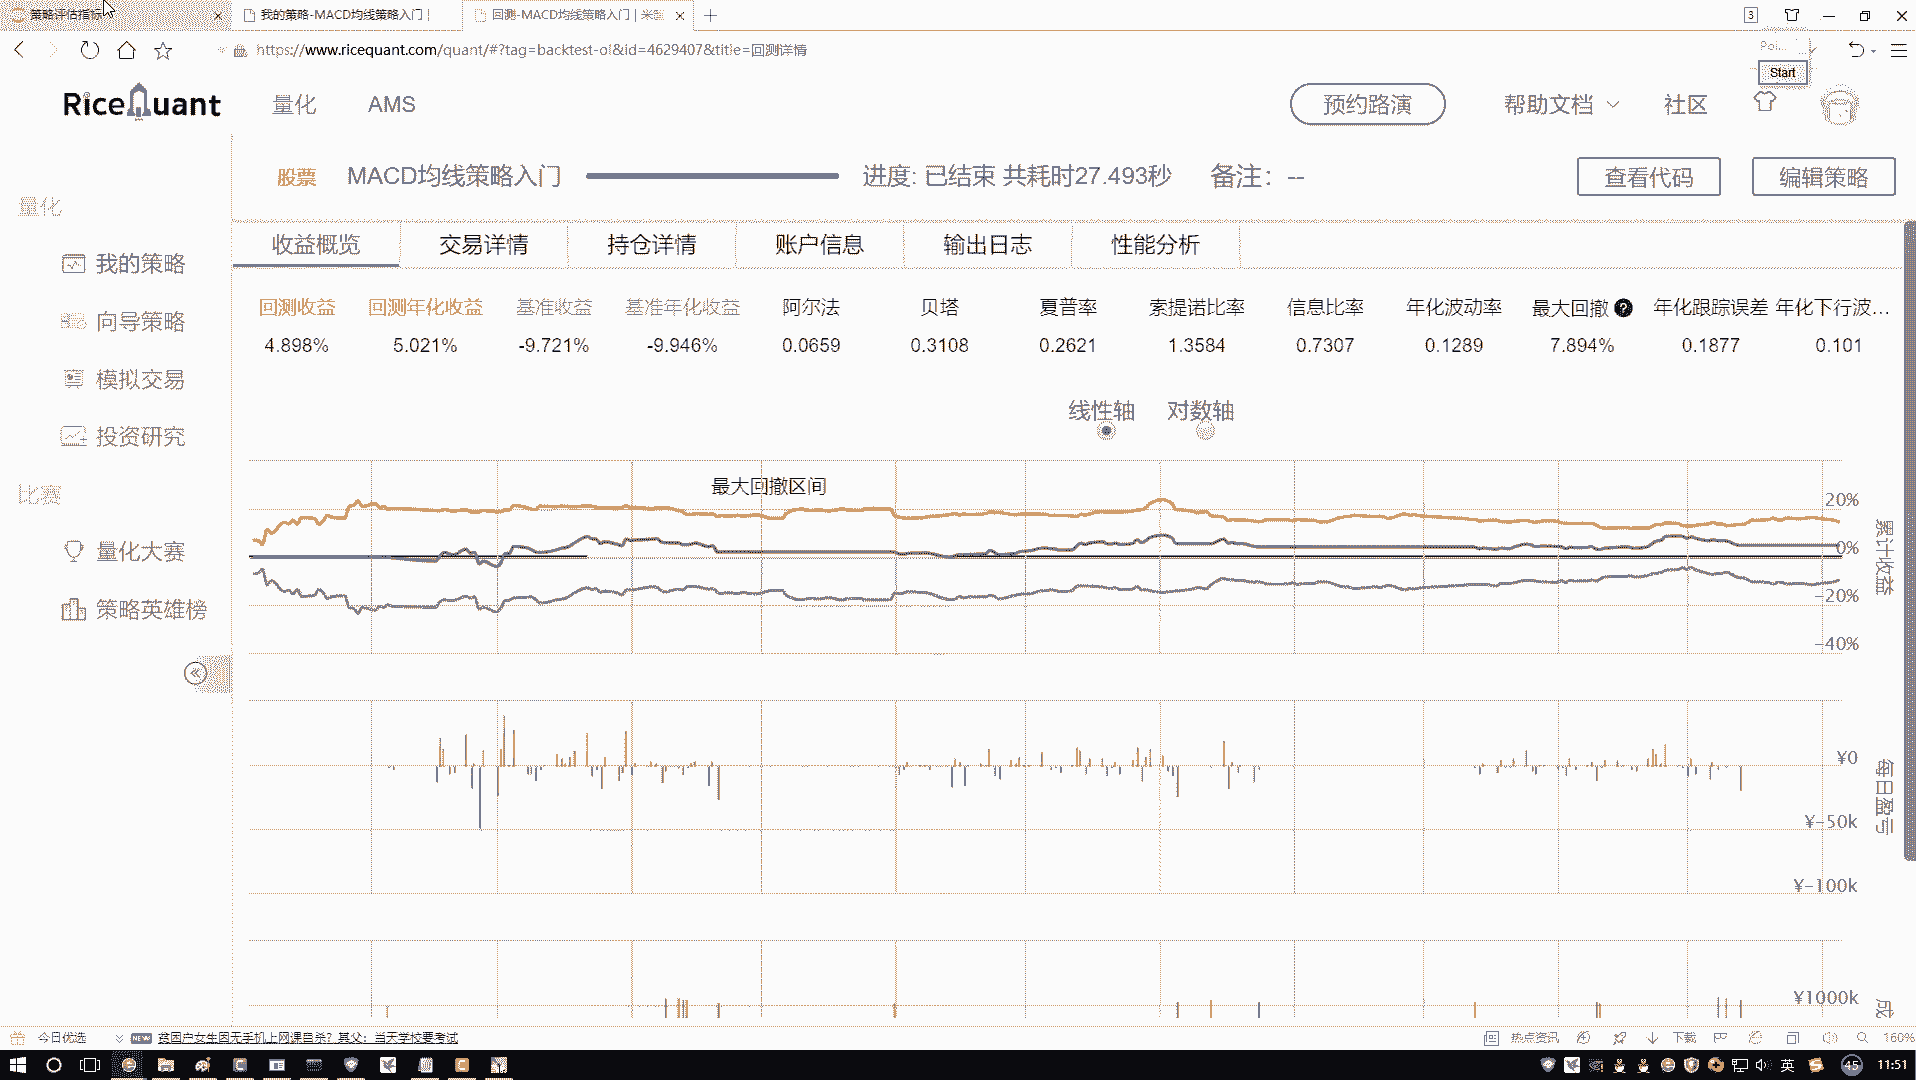 策略评估指标
我的策略-MACD均线策略入门 |
回测-MACD均线策略入门 | 米筐
3
https://www.ricequant.com/quant/#?tag=backtest-ol&id=4629407&title=回测详情
Poi...
Start
RiceQuant
量化
AMS
预约路演
帮助文档
社区
股票
MACD均线策略入门
进度: 已结束 共耗时27.493秒
备注：--
查看代码
编辑策略
量化
我的策略
向导策略
模拟交易
投资研究
比赛
量化大赛
策略英雄榜
收益概览
交易详情
持仓详情
账户信息
输出日志
性能分析
回测收益 回测年化收益 基准收益 基准年化收益 阿尔法 贝塔 夏普率 索提诺比率 信息比率 年化波动率 最大回撤 ? 年化跟踪误差 年化下行波...
4.898% 5.021% -9.721% -9.946% 0.0659 0.3108 0.2621 1.3584 0.7307 0.1289 7.894% 0.1877 0.101
线性轴 对数轴
最大回撤区间
20%
0%
-20%
-40%
累计收益
¥0
¥-50k
¥-100k
每日盈亏
¥1000k
成
今日优选
NEW
贫困户女生因无手机上网课自杀？其父：当天学校要考试
热点资讯
下载
160%
英
45
11:51